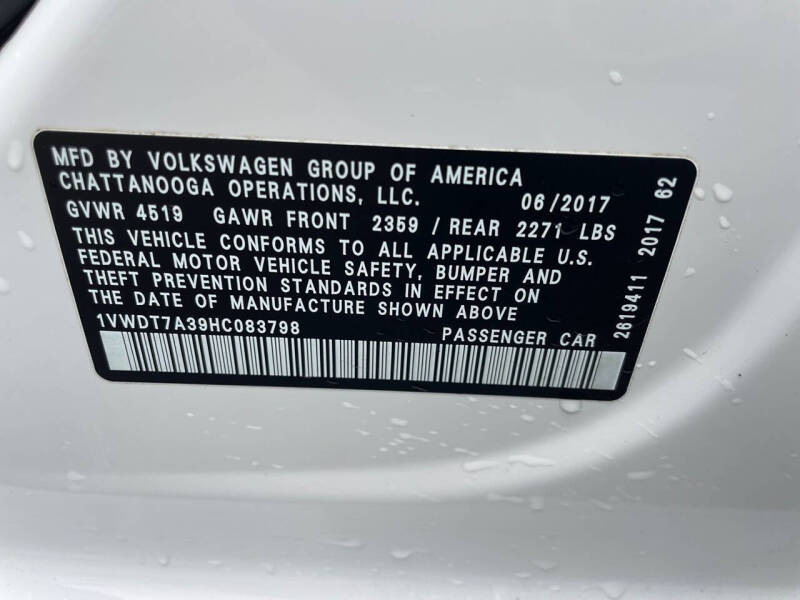 MFD BY VOLKSWAGEN GROUP OF AMERICA
CHATTANOOGA OPERATIONS, LLC. 06/2017
GVWR 4519 GAWR FRONT 2359 / REAR 2271 LBS
THIS VEHICLE CONFORMS TO ALL APPLICABLE U.S.
FEDERAL MOTOR VEHICLE SAFETY, BUMPER AND
THEFT PREVENTION STANDARDS IN EFFECT ON
THE DATE OF MANUFACTURE SHOWN ABOVE
1VWDT7A39HC083798 PASSENGER CAR
2619411 2017 62